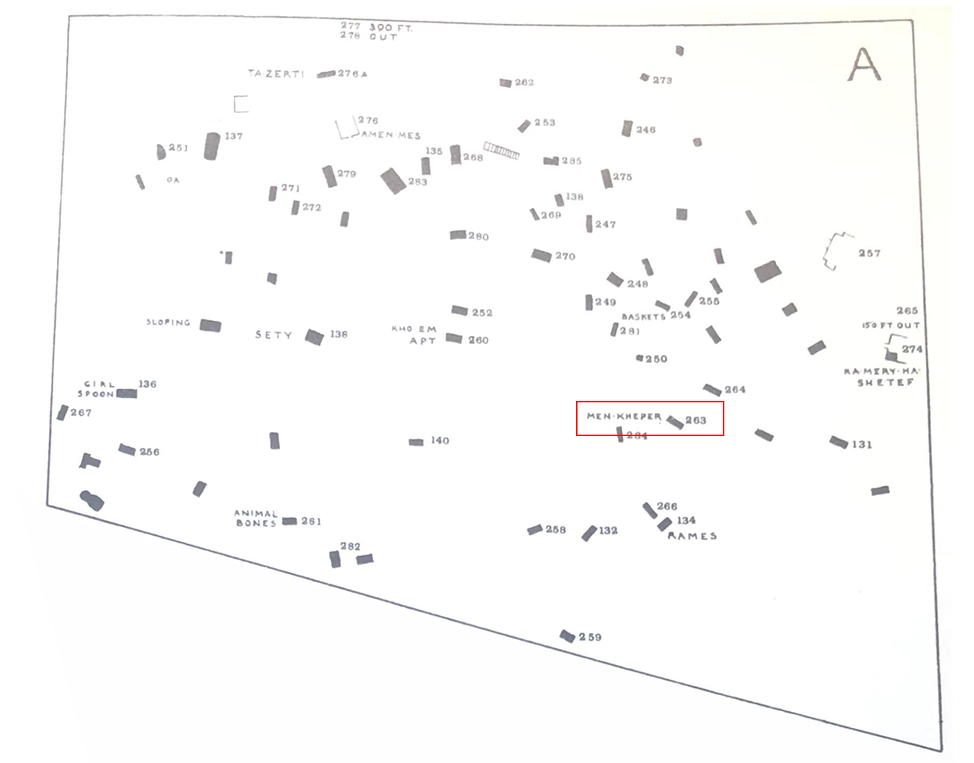 277 300 FT.
278 OUT
A
TA·ZERTI 276A
262
273
276
AMEN·MES
253
246
137
251
OA
135
268
285
279
283
275
271
272
138
269
247
280
270
257
248
249
255
BASKETS 254
252
265
150 FT OUT
SLOPING
SETY 138
KHO EM
APT 260
281
274
RAMERY·HA·
SHETEF
250
GIRL
SPOON 136
264
267
MEN·KHEPER 263
284
140
131
256
266
134
RAMES
ANIMAL
BONES 261
258
132
282
259